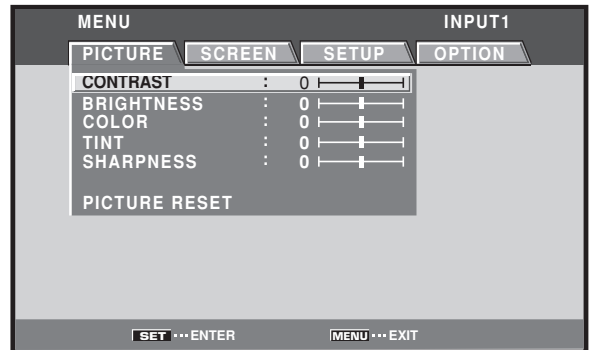 MENU INPUT1
PICTURE SCREEN SETUP OPTION
CONTRAST : 0
BRIGHTNESS : 0
COLOR : 0
TINT : 0
SHARPNESS : 0
PICTURE RESET
SET ··· ENTER MENU ··· EXIT